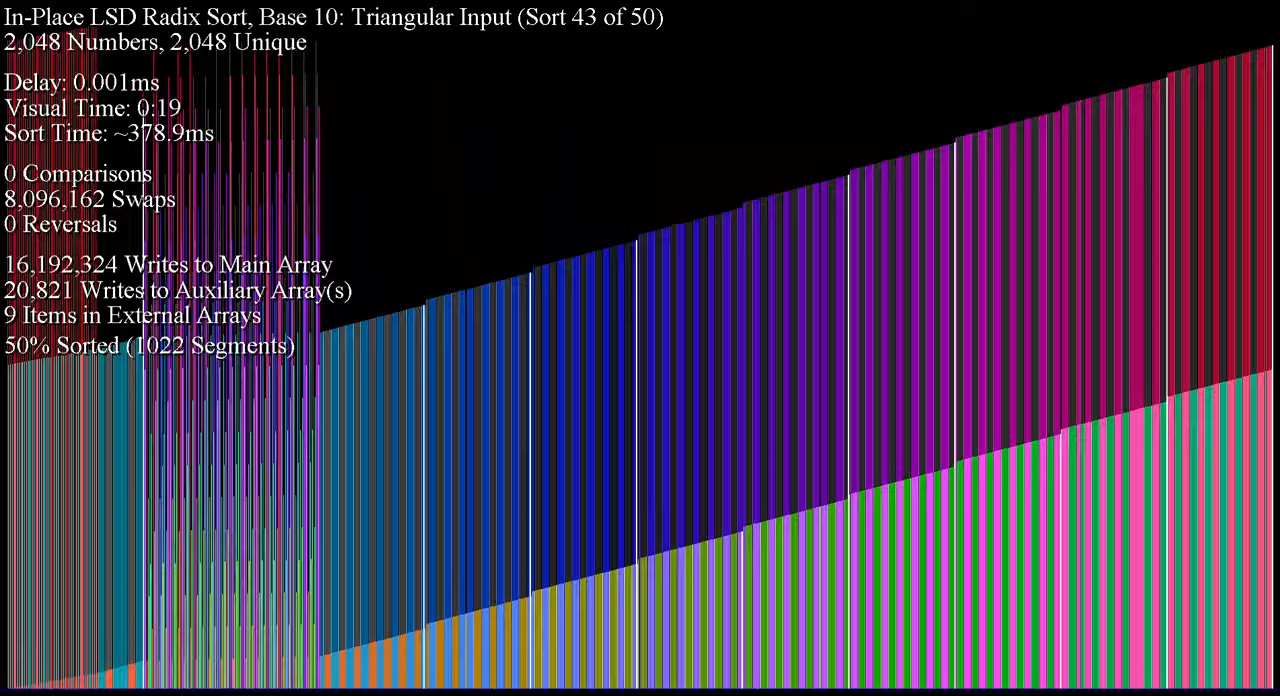 In-Place LSD Radix Sort, Base 10: Triangular Input (Sort 43 of 50)
2,048 Numbers, 2,048 Unique
Delay: 0.001ms
Visual Time: 0:19
Sort Time: ~378.9ms
0 Comparisons
8,096,162 Swaps
0 Reversals
16,192,324 Writes to Main Array
20,821 Writes to Auxiliary Array(s)
9 Items in External Arrays
50% Sorted (1022 Segments)